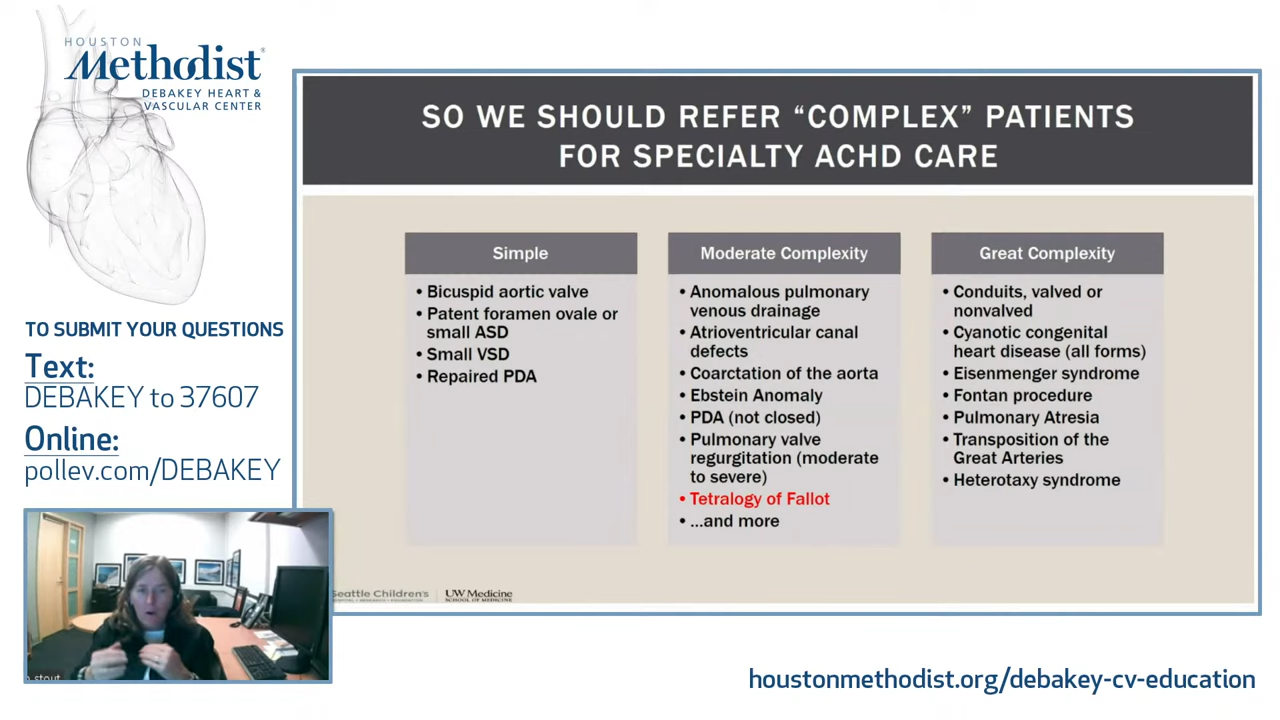 HOUSTON
Methodist®
DEBAKEY HEART &
VASCULAR CENTER
TO SUBMIT YOUR QUESTIONS
Text:
DEBAKEY to 37607
Online:
pollev.com/DEBAKEY
SO WE SHOULD REFER “COMPLEX” PATIENTS
FOR SPECIALTY ACHD CARE
Simple
• Bicuspid aortic valve
• Patent foramen ovale or
small ASD
• Small VSD
• Repaired PDA
Moderate Complexity
• Anomalous pulmonary
venous drainage
• Atrioventricular canal
defects
• Coarctation of the aorta
• Ebstein Anomaly
• PDA (not closed)
• Pulmonary valve
regurgitation (moderate
to severe)
• Tetralogy of Fallot
• ...and more
Great Complexity
• Conduits, valved or
nonvalved
• Cyanotic congenital
heart disease (all forms)
• Eisenmenger syndrome
• Fontan procedure
• Pulmonary Atresia
• Transposition of the
Great Arteries
• Heterotaxy syndrome
Seattle Children's
UW Medicine
SCHOOL OF MEDICINE
stout
houstonmethodist.org/debakey-cv-education